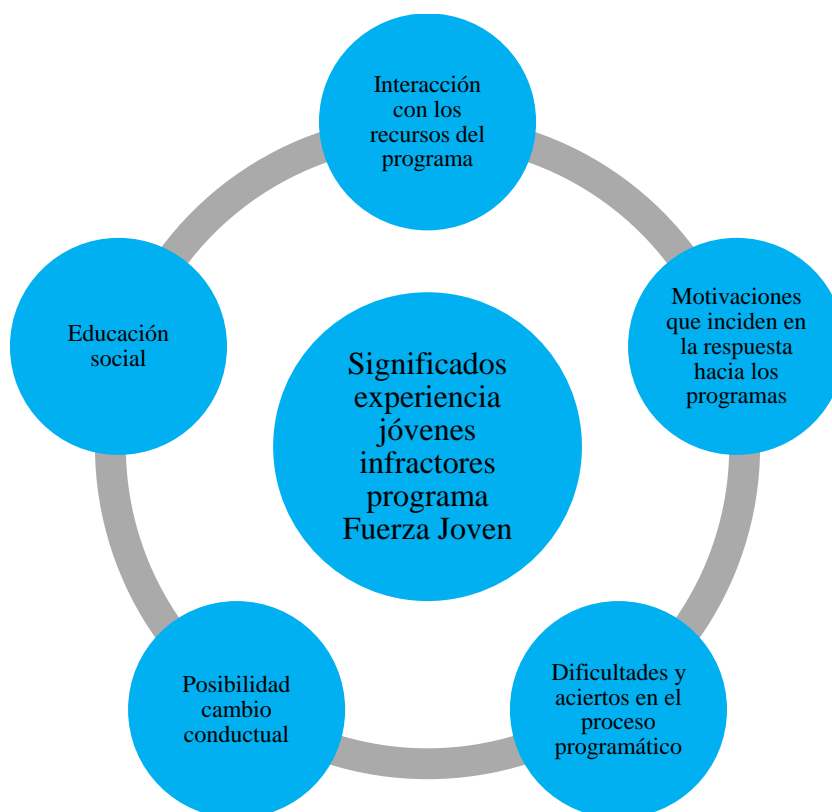 Interacción
con los
recursos del
programa
Motivaciones
que inciden en
la respuesta
hacia los
programas
Dificultades y
aciertos en el
proceso
programático
Posibilidad
cambio
conductual
Educación
social
Significados
experiencia
jóvenes
infractores
programa
Fuerza Joven